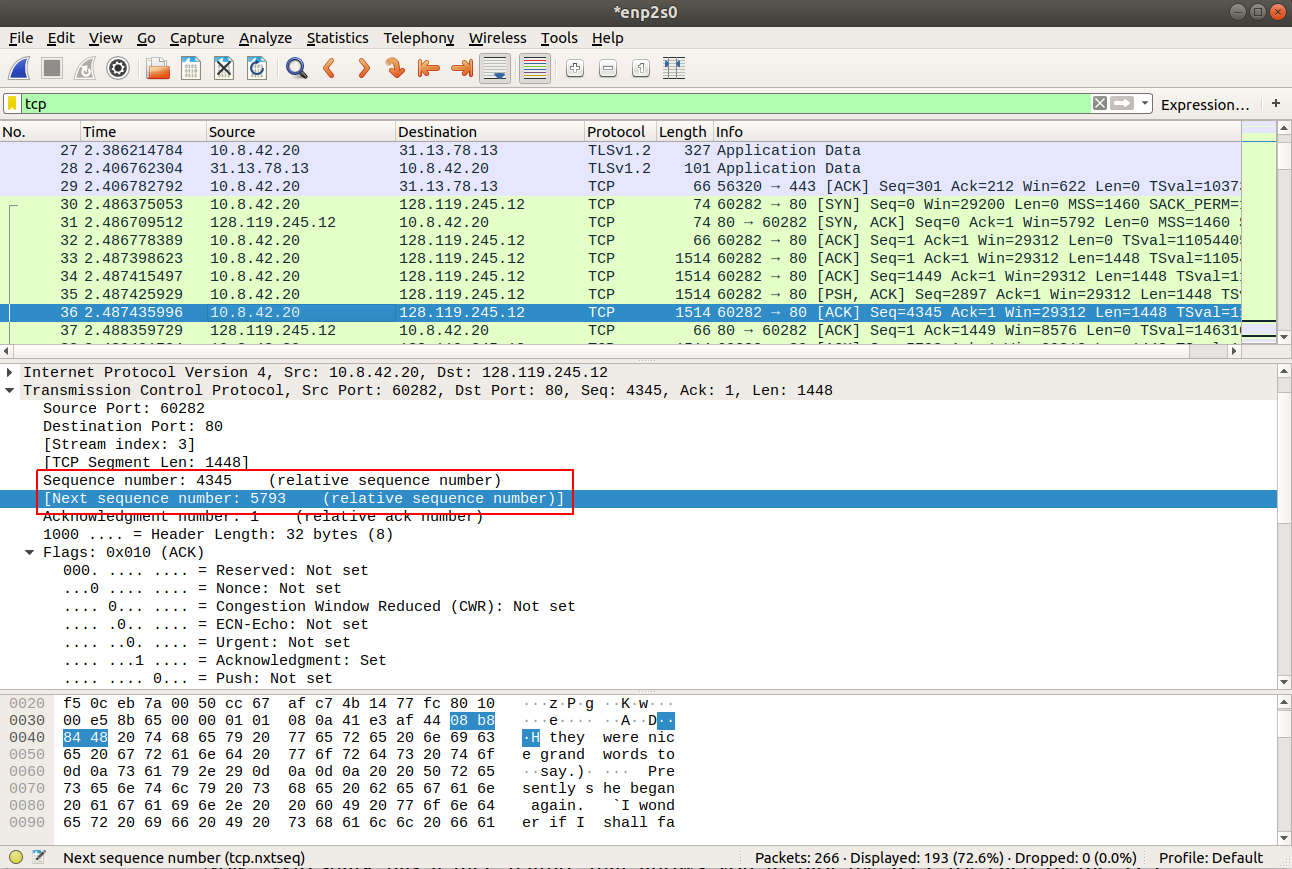 *enp2s0
File Edit View Go Capture Analyze Statistics Telephony Wireless Tools Help
tcp Expression… +
No. Time Source Destination Protocol Length Info
27 2.386214784 10.8.42.20 31.13.78.13 TLSv1.2 327 Application Data
28 2.406762304 31.13.78.13 10.8.42.20 TLSv1.2 101 Application Data
29 2.406782792 10.8.42.20 31.13.78.13 TCP 66 56320 → 443 [ACK] Seq=301 Ack=212 Win=622 Len=0 TSval=1037
30 2.486375053 10.8.42.20 128.119.245.12 TCP 74 60282 → 80 [SYN] Seq=0 Win=29200 Len=0 MSS=1460 SACK_PERM=
31 2.486709512 128.119.245.12 10.8.42.20 TCP 74 80 → 60282 [SYN, ACK] Seq=0 Ack=1 Win=5792 Len=0 MSS=1460
32 2.486778389 10.8.42.20 128.119.245.12 TCP 66 60282 → 80 [ACK] Seq=1 Ack=1 Win=29312 Len=0 TSval=1105440
33 2.487398623 10.8.42.20 128.119.245.12 TCP 1514 60282 → 80 [ACK] Seq=1 Ack=1 Win=29312 Len=1448 TSval=11054
34 2.487415497 10.8.42.20 128.119.245.12 TCP 1514 60282 → 80 [ACK] Seq=1449 Ack=1 Win=29312 Len=1448 TSval=1
35 2.487425929 10.8.42.20 128.119.245.12 TCP 1514 60282 → 80 [PSH, ACK] Seq=2897 Ack=1 Win=29312 Len=1448 TS
36 2.487435996 10.8.42.20 128.119.245.12 TCP 1514 60282 → 80 [ACK] Seq=4345 Ack=1 Win=29312 Len=1448 TSval=1
37 2.488359729 128.119.245.12 10.8.42.20 TCP 66 80 → 60282 [ACK] Seq=1 Ack=1449 Win=8576 Len=0 TSval=14631
Internet Protocol Version 4, Src: 10.8.42.20, Dst: 128.119.245.12
Transmission Control Protocol, Src Port: 60282, Dst Port: 80, Seq: 4345, Ack: 1, Len: 1448
Source Port: 60282
Destination Port: 80
[Stream index: 3]
[TCP Segment Len: 1448]
Sequence number: 4345 (relative sequence number)
[Next sequence number: 5793 (relative sequence number)]
Acknowledgment number: 1 (relative ack number)
1000 .... = Header Length: 32 bytes (8)
Flags: 0x010 (ACK)
000. .... .... = Reserved: Not set
...0 .... .... = Nonce: Not set
.... 0... .... = Congestion Window Reduced (CWR): Not set
.... .0.. .... = ECN-Echo: Not set
.... ..0. .... = Urgent: Not set
.... ...1 .... = Acknowledgment: Set
.... .... 0... = Push: Not set
0020 f5 0c eb 7a 00 50 cc 67 af c7 4b 14 77 fc 80 10 ···z·P·g ··K·w···
0030 00 e5 8b 65 00 00 01 01 08 0a 41 e3 af 44 08 b8 ···e···· ··A··D··
0040 84 48 20 74 68 65 79 20 77 65 72 65 20 6e 69 63 ·H they were nic
0050 65 20 67 72 61 6e 64 20 77 6f 72 64 73 20 74 6f e grand words to
0060 0d 0a 73 61 79 2e 29 0d 0a 0d 0a 20 20 50 72 65 ··say.)· ··· Pre
0070 73 65 6e 74 6c 79 20 73 68 65 20 62 65 67 61 6e sently s he began
0080 20 61 67 61 69 6e 2e 20 20 60 49 20 77 6f 6e 64 again. `I wond
0090 65 72 20 69 66 20 49 20 73 68 61 6c 6c 20 66 61 er if I shall fa
Next sequence number (tcp.nxtseq) Packets: 266 · Displayed: 193 (72.6%) · Dropped: 0 (0.0%) Profile: Default